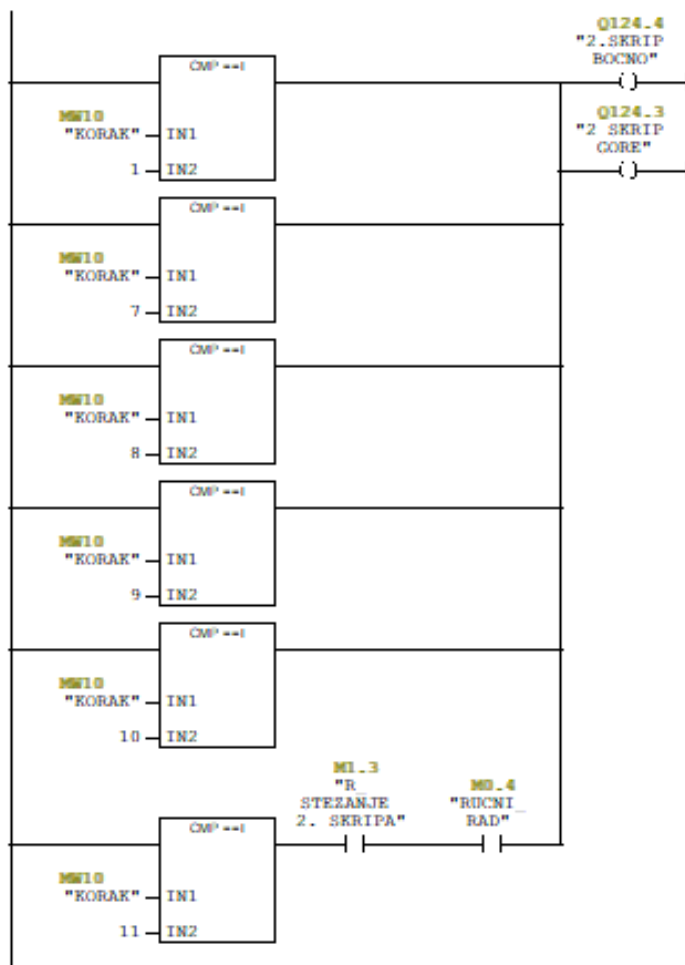 Q124.4
"2.SKRIP
BOCNO"
CMP ==I
MW10
"KORAK"
IN1
1
IN2
Q124.3
"2 SKRIP
GORE"
CMP ==I
MW10
"KORAK"
IN1
7
IN2
CMP ==I
MW10
"KORAK"
IN1
8
IN2
CMP ==I
MW10
"KORAK"
IN1
9
IN2
CMP ==I
MW10
"KORAK"
IN1
10
IN2
M1.3
"R_
STEZANJE
2. SKRIPA"
M0.4
"RUCNI_
RAD"
CMP ==I
MW10
"KORAK"
IN1
11
IN2